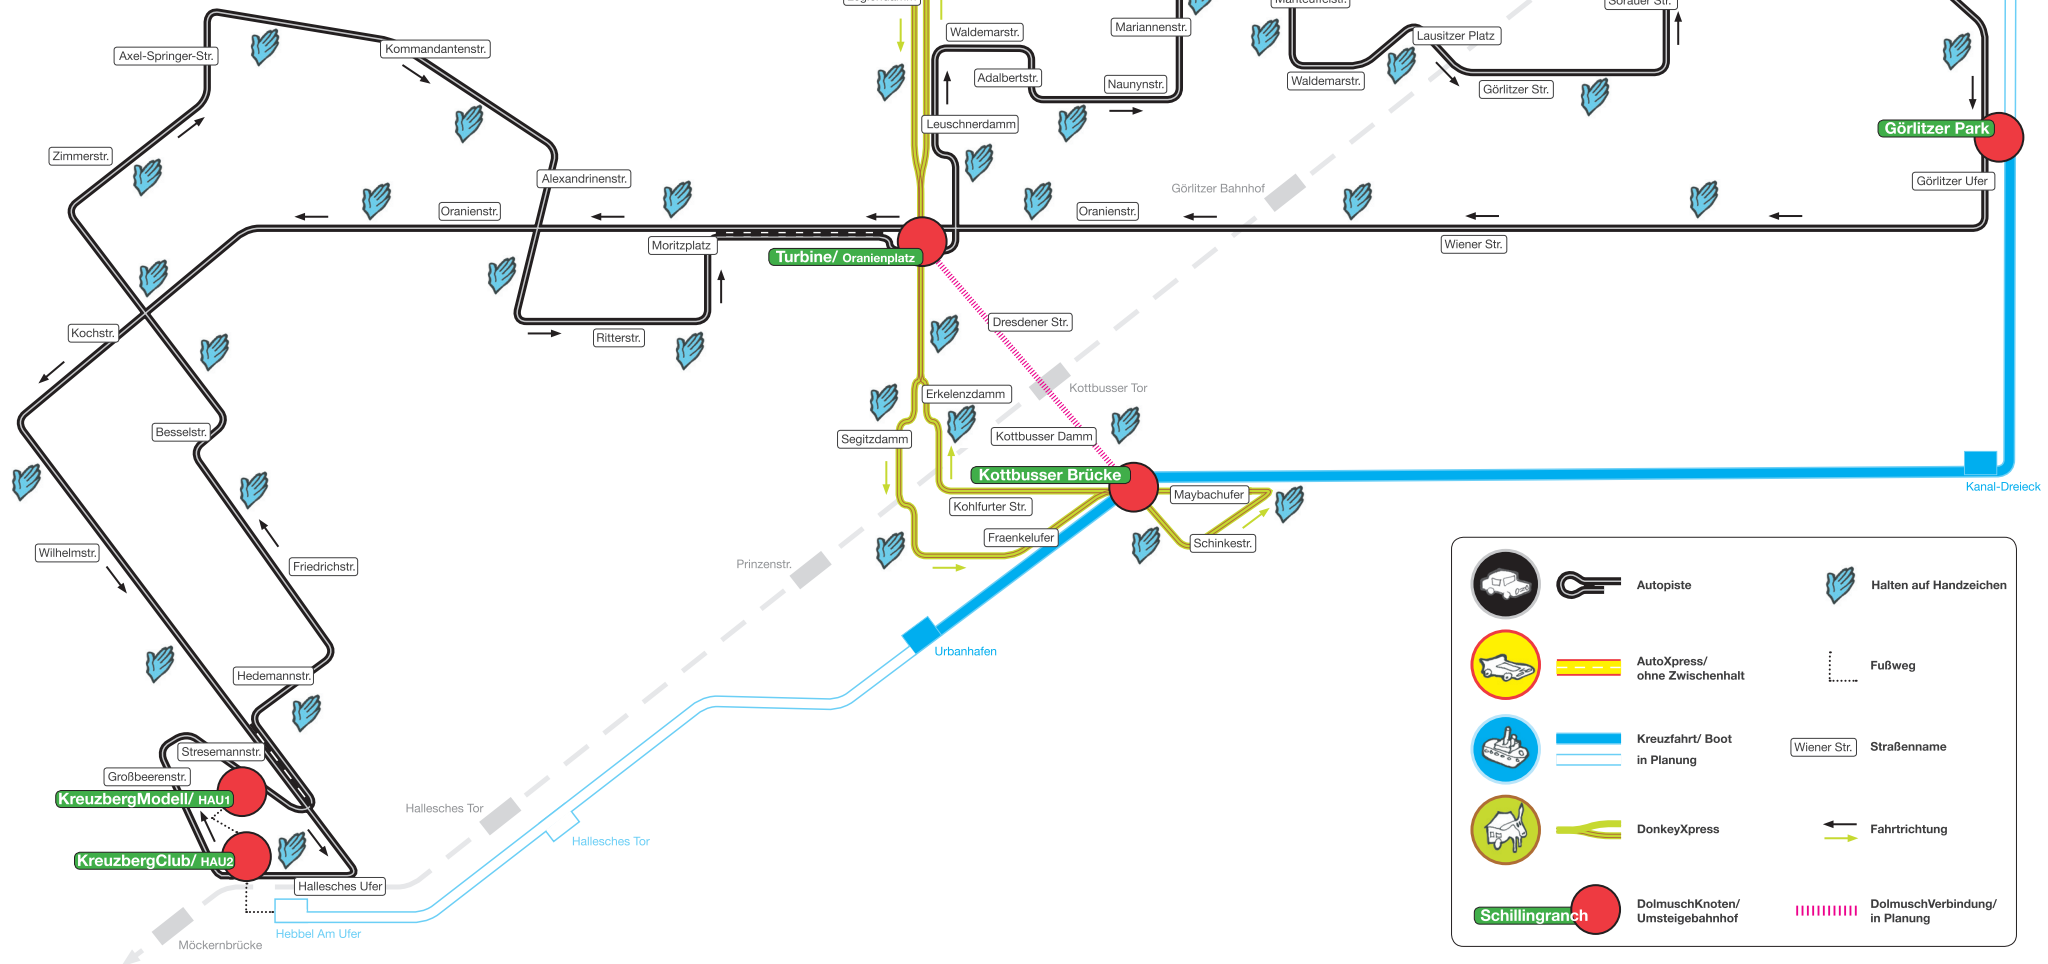 Waldemarstr.
Mariannenstr.
Lausitzer Platz
Axel-Springer-Str.
Kommandantenstr.
Adalbertstr.
Naunynstr.
Waldemarstr.
Görlitzer Str.
Leuschnerdamm
Görlitzer Park
Zimmerstr.
Alexandrinenstr.
Görlitzer Bahnhof
Görlitzer Ufer
Oranienstr.
Oranienstr.
Moritzplatz
Wiener Str.
Turbine/ Oranienplatz
Kochstr.
Ritterstr.
Dresdener Str.
Kottbusser Tor
Erkelenzdamm
Besselstr.
Segitzdamm
Kottbusser Damm
Kottbusser Brücke
Maybachufer
Kanal-Dreieck
Kohlfurter Str.
Fraenkelufer
Schinkestr.
Wilhelmstr.
Friedrichstr.
Prinzenstr.
Urbanhafen
Hedemannstr.
Stresemannstr.
Großbeerenstr.
KreuzbergModell/ HAU1
Hallesches Tor
Hallesches Tor
KreuzbergClub/ HAU2
Hallesches Ufer
Hebbel Am Ufer
Möckernbrücke
Autopiste
Halten auf Handzeichen
AutoXpress/
ohne Zwischenhalt
Fußweg
Kreuzfahrt/ Boot
in Planung
Wiener Str.
Straßenname
DonkeyXpress
Fahrtrichtung
Schillingranch
DolmuschKnoten/
Umsteigebahnhof
DolmuschVerbindung/
in Planung